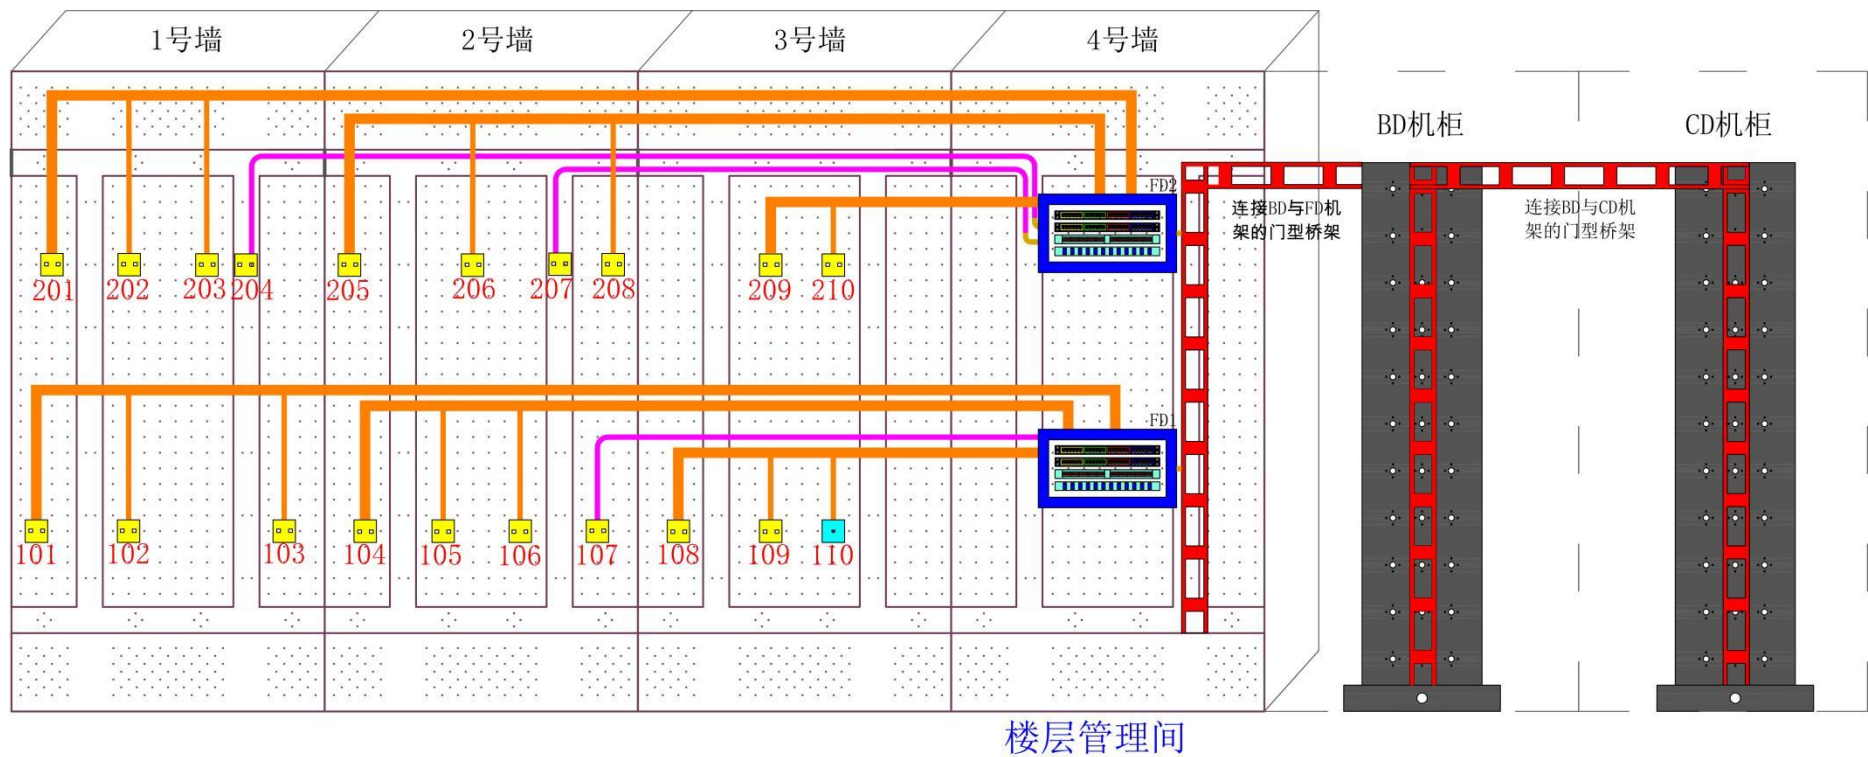 1号墙 2号墙 3号墙 4号墙
BD机柜 CD机柜
FD2
连接BD与FD机
架的门型桥架
连接BD与CD机
架的门型桥架
201 202 203 204 205 206 207 208 209 210
FD1
101 102 103 104 105 106 107 108 109 110
楼层管理间